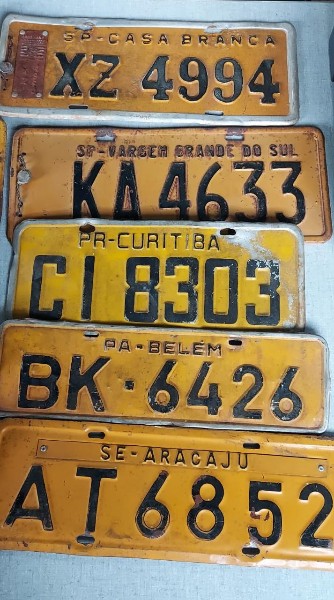 SP-CASA BRANCA
XZ 4994
SP-VARGEM GRANDE DO SUL
KA 4633
PR-CURITIBA
CI 8303
PA-BELÉM
BK·6426
SE-ARACAJU
AT 6852